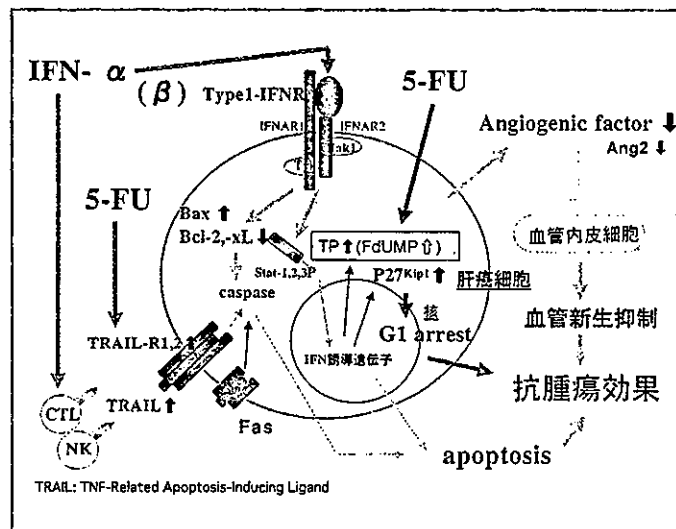 IFN- α
(β)
Type1-IFNR
5-FU
IFNAR1
IFNAR2
Angiogenic factor ↓
Ang2 ↓
5-FU
Bax ↑
Bcl-2,-xL ↓
TP ↑ (FdUMP ⇧)
血管内皮細胞
Stat-1,2,3P
P27Kip1 ↑
肝癌細胞
caspase
核
G1 arrest
血管新生抑制
TRAIL-R1,2 ↑
IFN誘導遺伝子
抗腫瘍効果
CTL
TRAIL ↑
NK
Fas
apoptosis
TRAIL: TNF-Related Apoptosis-Inducing Ligand